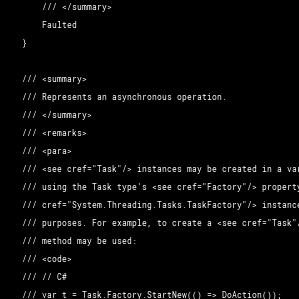 /// </summary>
Faulted
}
/// <summary>
/// Represents an asynchronous operation.
/// </summary>
/// <remarks>
/// <para>
/// <see cref="Task"/> instances may be created in a var
/// using the Task type's <see cref="Factory"/> property
/// cref="System.Threading.Tasks.TaskFactory"/> instance
/// purposes. For example, to create a <see cref="Task"/
/// method may be used:
/// <code>
/// // C#
/// var t = Task.Factory.StartNew(() => DoAction());